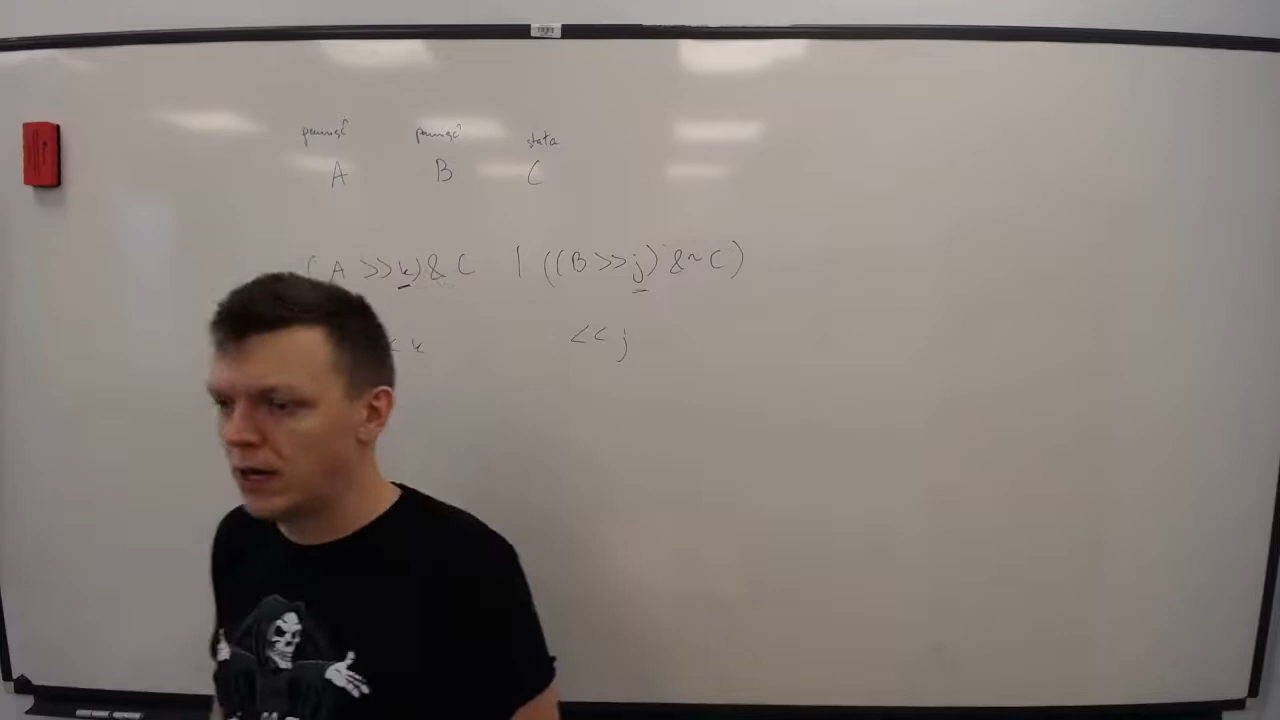 pamięć pamięć stała
A B C
( A >> k) & C | ((B >> j) & ~ C)
< k << j